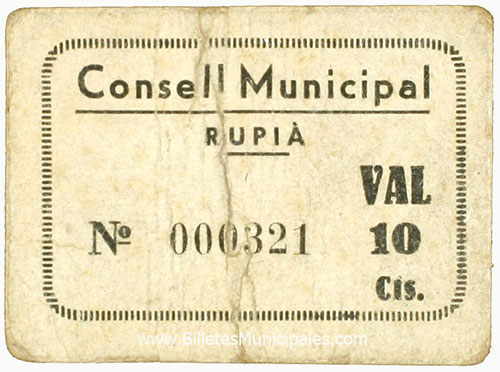 Consell Municipal
RUPIÀ
VAL
Nº 000321 10
Cts.
www.BilletesMunicipales.com